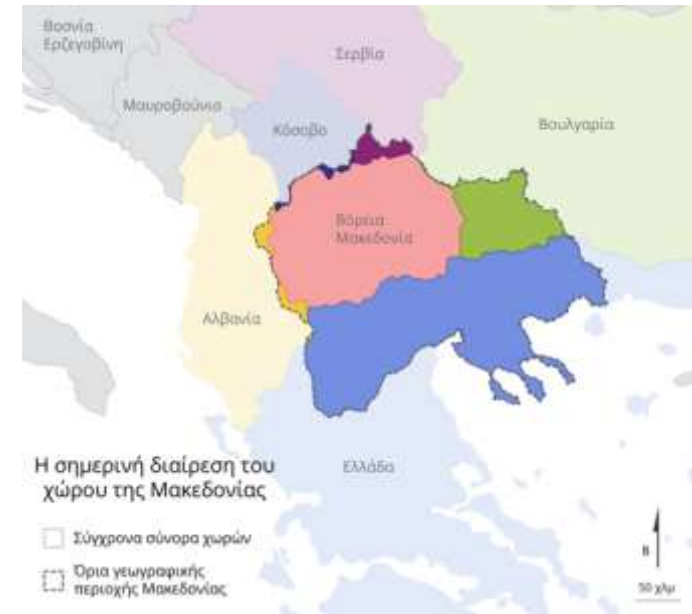 Βοσνία
Ερζεγοβίνη
Σερβία
Μαυροβούνιο
Κόσοβο
Βουλγαρία
Βόρεια
Μακεδονία
Αλβανία
Ελλάδα
Η σημερινή διαίρεση του
χώρου της Μακεδονίας
Σύγχρονα σύνορα χωρών
Όρια γεωγραφικής
περιοχής Μακεδονίας
Β
50 χλμ